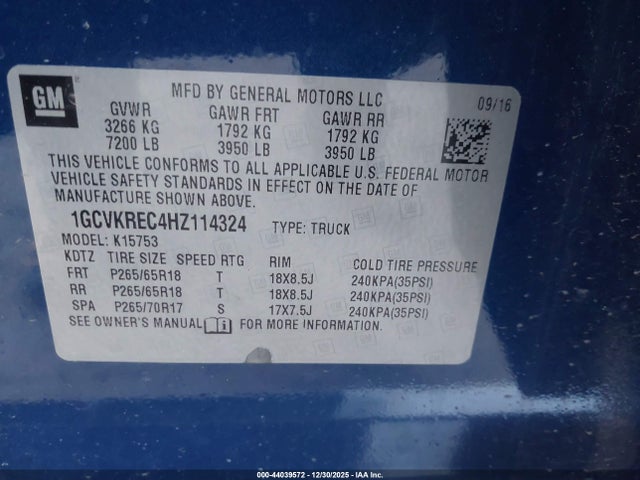 GM
MFD BY GENERAL MOTORS LLC
09/16
GVWR GAWR FRT GAWR RR
3266 KG 1792 KG 1792 KG
7200 LB 3950 LB 3950 LB
THIS VEHICLE CONFORMS TO ALL APPLICABLE U.S. FEDERAL MOTOR
VEHICLE SAFETY STANDARDS IN EFFECT ON THE DATE OF
MANUFACTURE SHOWN ABOVE.
1GCVKREC4HZ114324 TYPE: TRUCK
MODEL: K15753
KDTZ TIRE SIZE SPEED RTG RIM COLD TIRE PRESSURE
FRT P265/65R18 T 18X8.5J 240KPA(35PSI)
RR P265/65R18 T 18X8.5J 240KPA(35PSI)
SPA P265/70R17 S 17X7.5J 240KPA(35PSI)
SEE OWNER'S MANUAL FOR MORE INFORMATION.
000-44039572 - 12/30/2025 - IAA Inc.